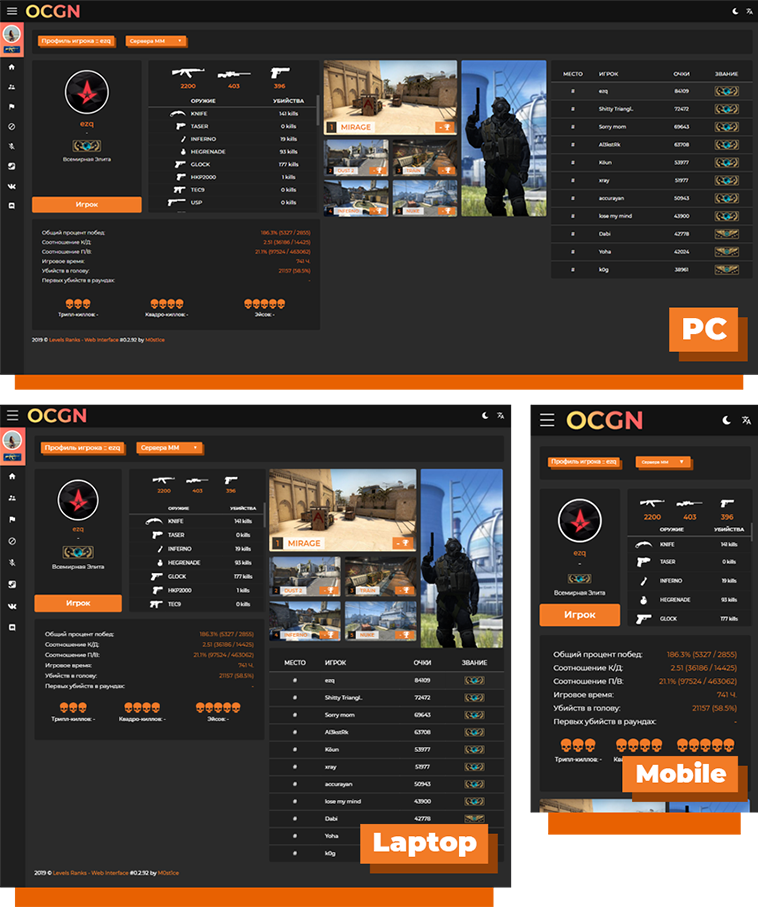 OCGN
Профиль игрока :: ezq
Сервера MM
ezq
-
Всемирная Элита
Игрок
2200 403 396
ОРУЖИЕ УБИЙСТВА
KNIFE 141 kills
TASER 0 kills
INFERNO 19 kills
HEGRENADE 93 kills
GLOCK 177 kills
HKP2000 1 kills
TEC9 0 kills
USP 0 kills
1 MIRAGE -
2 DUST 2 -
3 TRAIN -
4 INFERNO -
5 NUKE -
МЕСТО ИГРОК ОЧКИ ЗВАНИЕ
# ezq 84109
# Shitty Triangl.. 72472
# Sorry mom 69643
# Al3kstRk 63708
# Kiiun 53977
# xray 51977
# accurayan 50943
# lose my mind 43900
# Dabi 42778
# Yoha 42024
# k0g 38961
Общий процент побед: 186.3% (5327 / 2855)
Соотношение К/Д: 2.51 (36186 / 14425)
Соотношение П/В: 21.1% (97524 / 463062)
Игровое время: 741 Ч.
Убийств в голову: 21157 (58.5%)
Первых убийств в раундах: -
Трипл-киллов: - Квадро-киллов: - Эйсов: -
2019 © Levels Ranks - Web Interface #0.2.92 by M0st1ce
PC
OCGN
Профиль игрока :: ezq
Сервера MM
ezq
-
Всемирная Элита
Игрок
2200 403 396
ОРУЖИЕ УБИЙСТВА
KNIFE 141 kills
TASER 0 kills
INFERNO 19 kills
HEGRENADE 93 kills
GLOCK 177 kills
HKP2000 1 kills
TEC9 0 kills
1 MIRAGE -
2 DUST 2 -
3 TRAIN -
4 INFERNO -
5 NUKE -
Общий процент побед: 186.3% (5327 / 2855)
Соотношение К/Д: 2.51 (36186 / 14425)
Соотношение П/В: 21.1% (97524 / 463062)
Игровое время: 741 Ч.
Убийств в голову: 21157 (58.5%)
Первых убийств в раундах: -
Трипл-киллов: - Квадро-киллов: - Эйсов: -
МЕСТО ИГРОК ОЧКИ ЗВАНИЕ
# ezq 84109
# Shitty Triangl.. 72472
# Sorry mom 69643
# Al3kstRk 63708
# Kiiun 53977
# xray 51977
# accurayan 50943
# lose my mind 43900
# Dabi 42778
# Yoha
# k0g
2019 © Levels Ranks - Web Interface #0.2.92 by M0st1ce
Laptop
OCGN
Профиль игрока :: ezq
Сервера MM
ezq
-
Всемирная Элита
Игрок
2200 403 396
ОРУЖИЕ УБИЙСТВА
KNIFE 141 kills
TASER 0 kills
INFERNO 19 kills
HEGRENADE 93 kills
GLOCK 177 kills
Общий процент побед: 186.3% (5327 / 2855)
Соотношение К/Д: 2.51 (36186 / 14425)
Соотношение П/В: 21.1% (97524 / 463062)
Игровое время: 741 Ч.
Убийств в голову: 21157 (58.5%)
Первых убийств в раундах: -
Трипл-киллов: -
Mobile